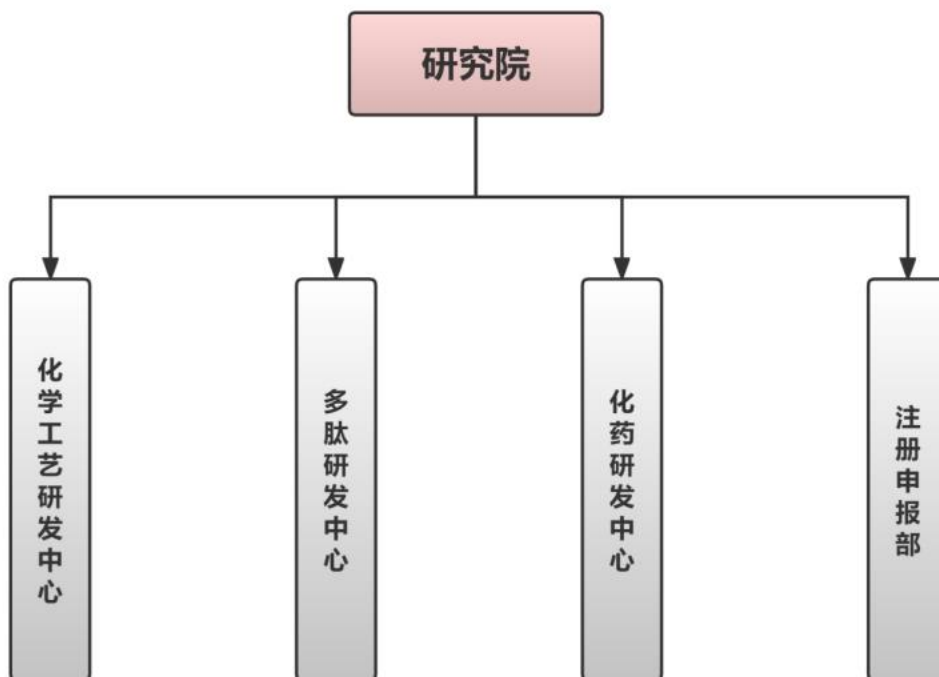 研究院
化学工艺研发中心
多肽研发中心
化药研发中心
注册申报部